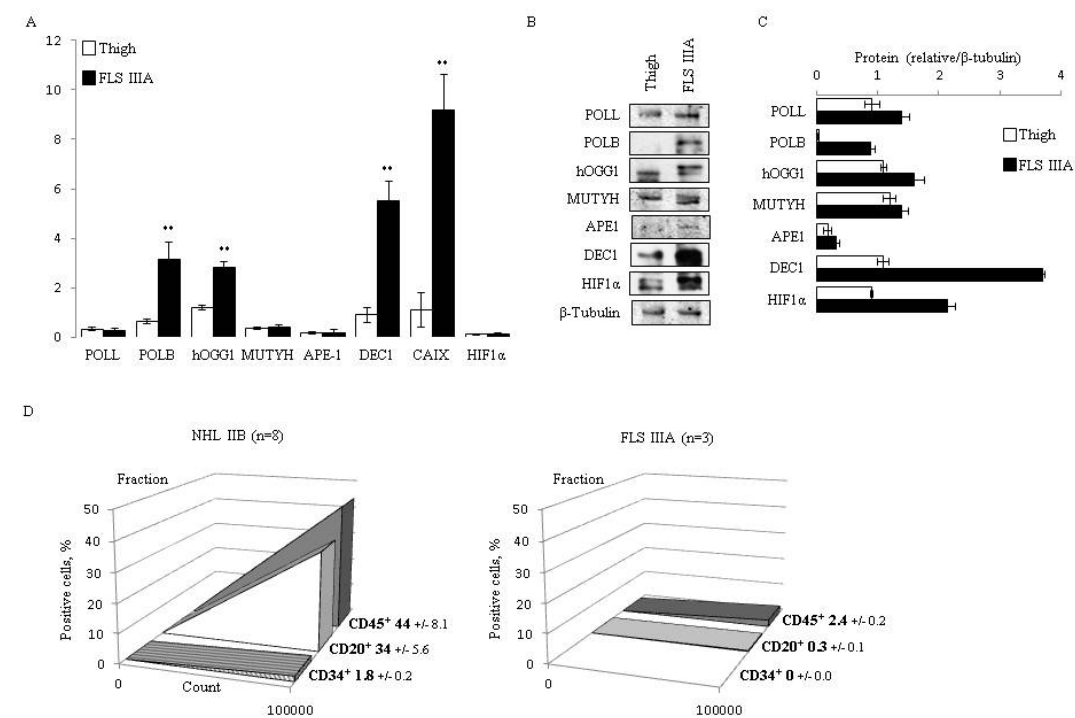 A
12
10
8
6
4
2
0
Thigh
FLS IIIA
POLL POLB hOGG1 MUTYH APE-1 DEC1 CAIX HIF1α
B
Thigh
FLS IIIA
POLL
POLB
hOGG1
MUTYH
APE1
DEC1
HIF1α
β-Tubulin
C
Protein (relative/β-tubulin)
0 1 2 3 4
POLL
POLB
hOGG1
MUTYH
APE1
DEC1
HIF1α
Thigh
FLS IIIA
D
NHL IIB (n=8)
Fraction
Positive cells, %
50
40
30
20
10
0
CD45⁺ 44 +/- 8.1
CD20⁺ 34 +/- 5.6
CD34⁺ 1.8 +/- 0.2
0
Count
100000
FLS IIIA (n=3)
Fraction
Positive cells, %
50
40
30
20
10
0
CD45⁺ 2.4 +/- 0.2
CD20⁺ 0.3 +/- 0.1
CD34⁺ 0 +/- 0.0
0
100000